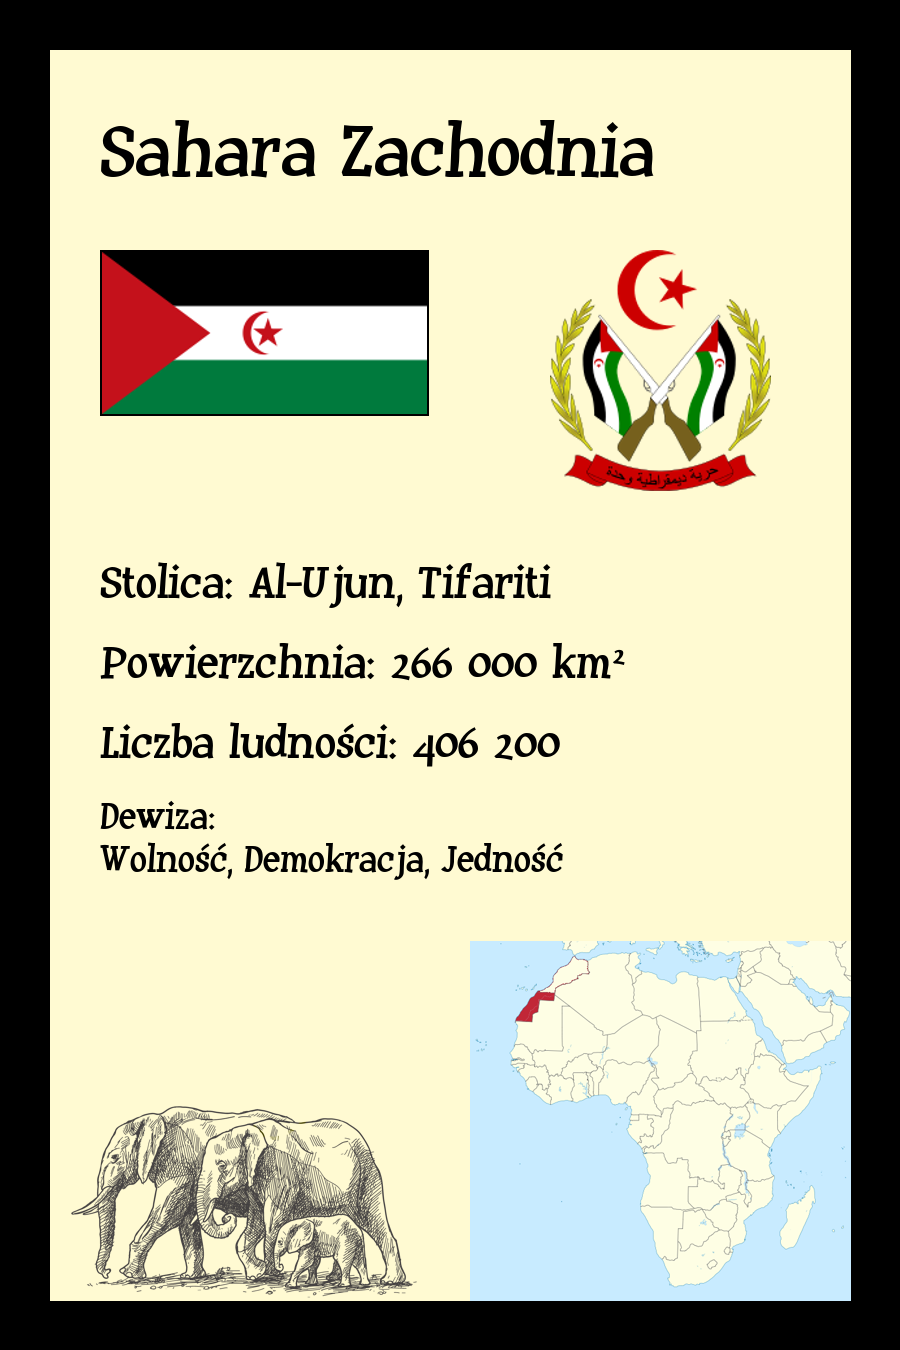 Sahara Zachodnia
حرية ديمقراطية وحدة
Stolica: Al-Ujun, Tifariti
Powierzchnia: 266 000 km²
Liczba ludności: 406 200
Dewiza:
Wolność, Demokracja, Jedność